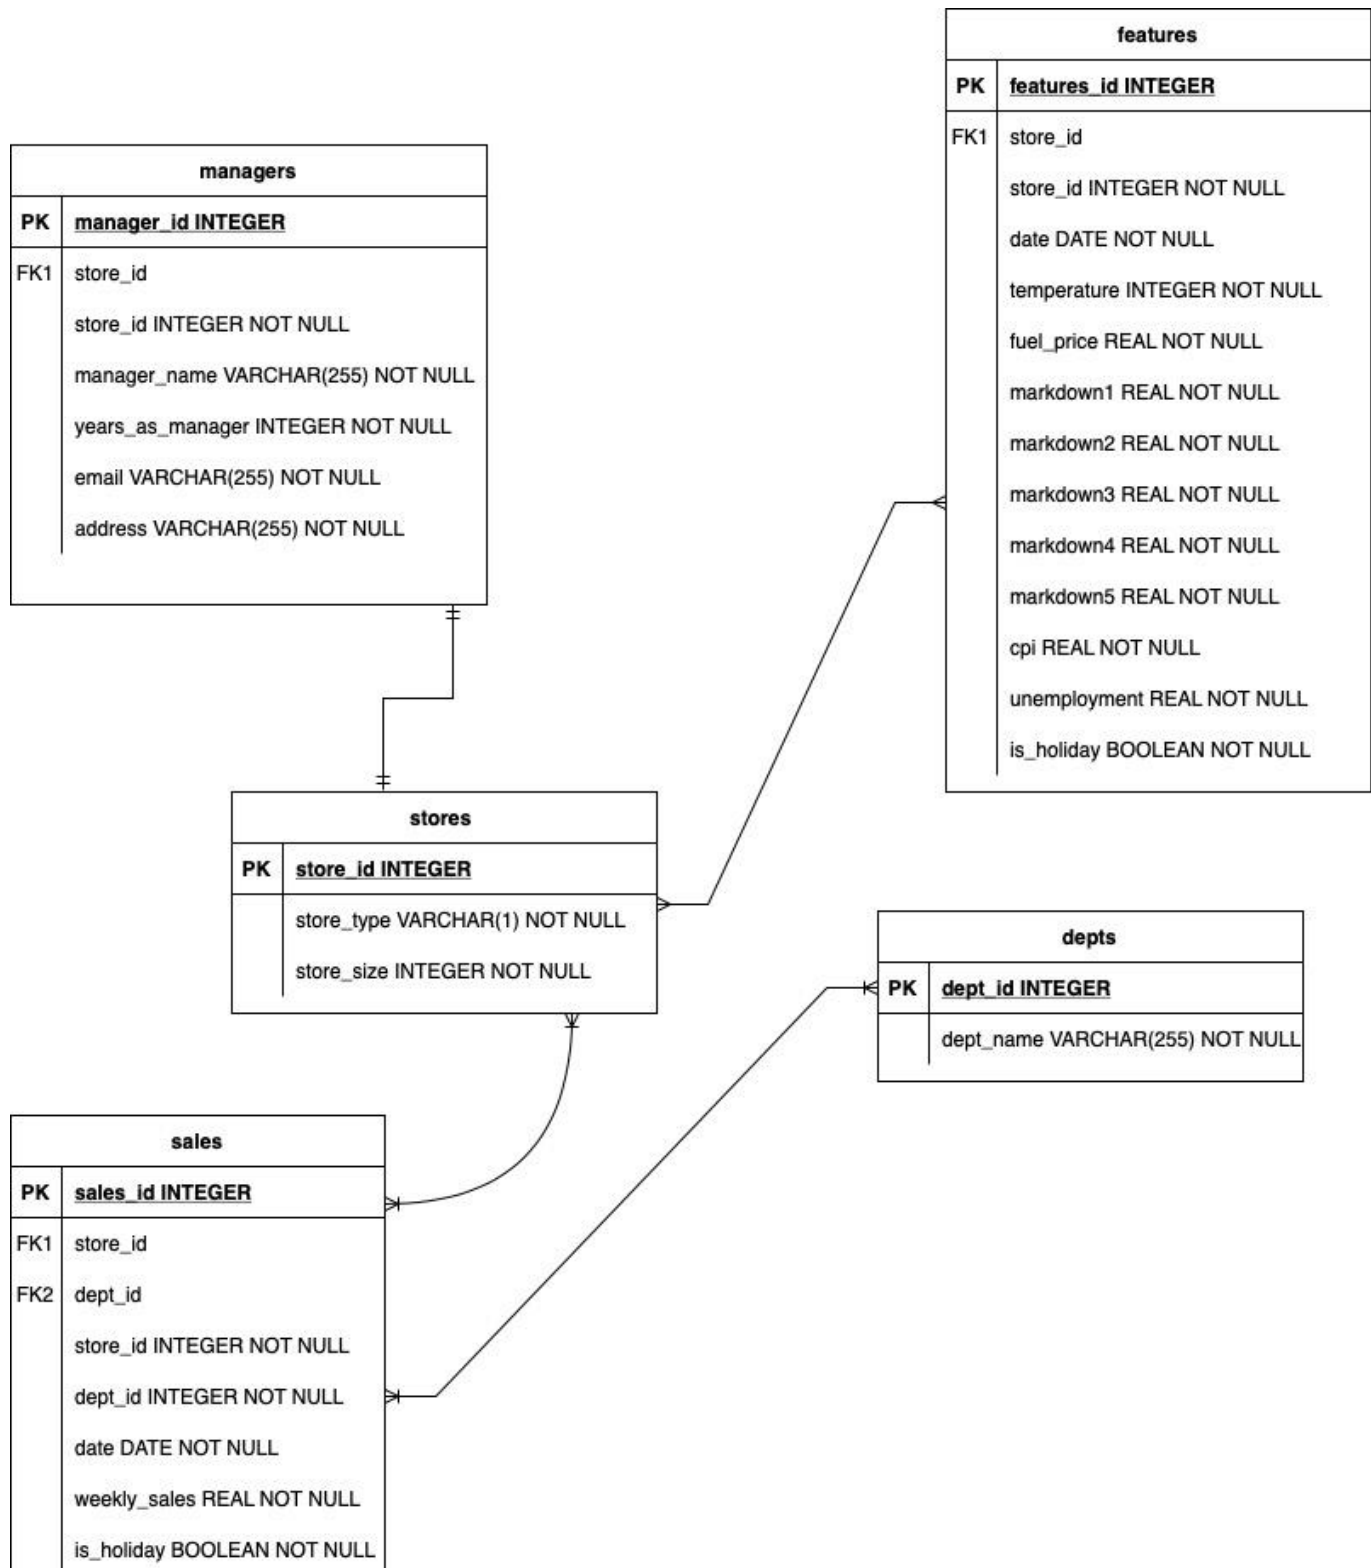 features
PK features_id INTEGER
FK1 store_id
store_id INTEGER NOT NULL
date DATE NOT NULL
temperature INTEGER NOT NULL
fuel_price REAL NOT NULL
markdown1 REAL NOT NULL
markdown2 REAL NOT NULL
markdown3 REAL NOT NULL
markdown4 REAL NOT NULL
markdown5 REAL NOT NULL
cpi REAL NOT NULL
unemployment REAL NOT NULL
is_holiday BOOLEAN NOT NULL
managers
PK manager_id INTEGER
FK1 store_id
store_id INTEGER NOT NULL
manager_name VARCHAR(255) NOT NULL
years_as_manager INTEGER NOT NULL
email VARCHAR(255) NOT NULL
address VARCHAR(255) NOT NULL
stores
PK store_id INTEGER
store_type VARCHAR(1) NOT NULL
store_size INTEGER NOT NULL
depts
PK dept_id INTEGER
dept_name VARCHAR(255) NOT NULL
sales
PK sales_id INTEGER
FK1 store_id
FK2 dept_id
store_id INTEGER NOT NULL
dept_id INTEGER NOT NULL
date DATE NOT NULL
weekly_sales REAL NOT NULL
is_holiday BOOLEAN NOT NULL